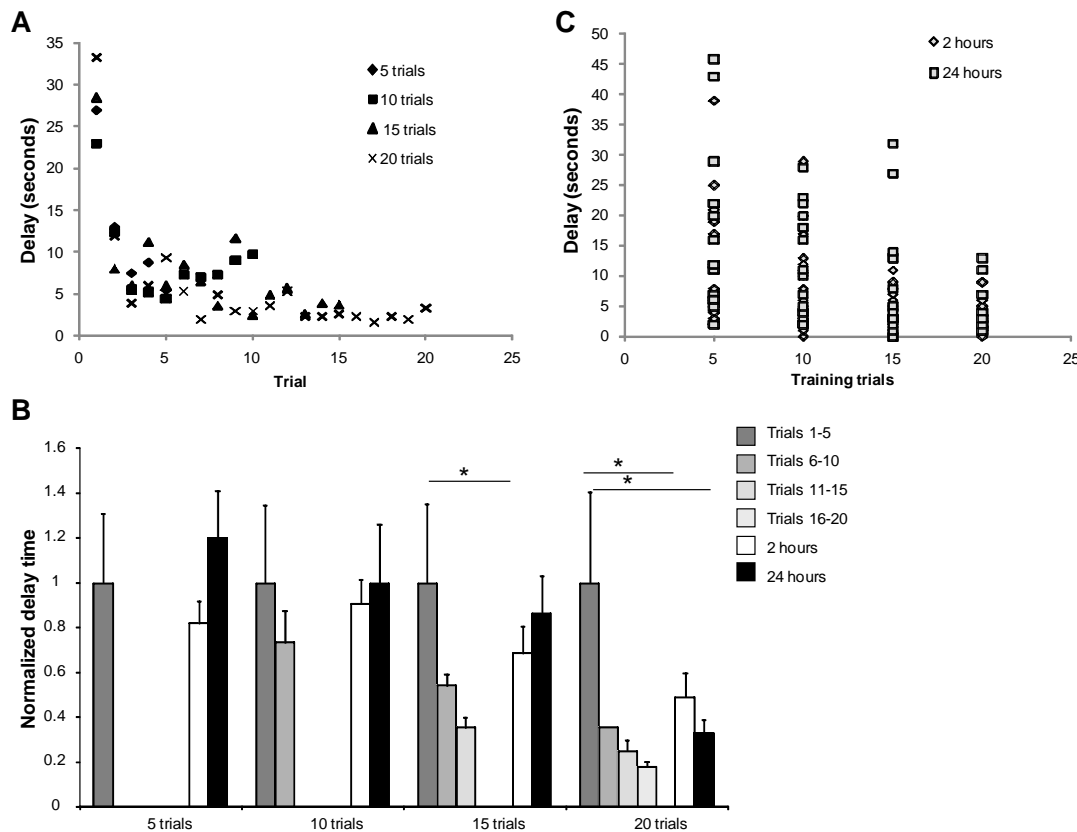 A
35
30
25
20
15
10
5
0
Delay (seconds)
5 trials
10 trials
15 trials
20 trials
0 5 10 15 20 25
Trial
C
50
45
40
35
30
25
20
15
10
5
0
Delay (seconds)
2 hours
24 hours
0 5 10 15 20 25
Training trials
B
1.6
1.4
1.2
1
0.8
0.6
0.4
0.2
0
Normalized delay time
*
*
*
Trials 1-5
Trials 6-10
Trials 11-15
Trials 16-20
2 hours
24 hours
5 trials 10 trials 15 trials 20 trials